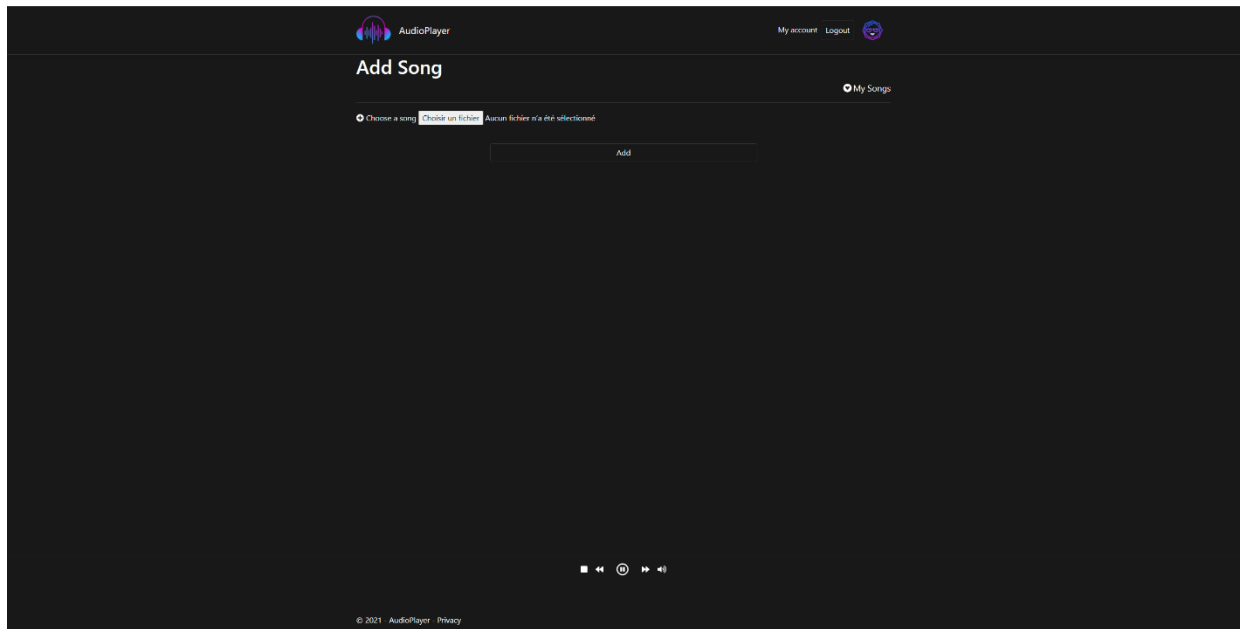 AudioPlayer
My account Logout
Add Song
My Songs
Choose a song Choisir un fichier Aucun fichier n'a été sélectionné
Add
© 2021 - AudioPlayer - Privacy